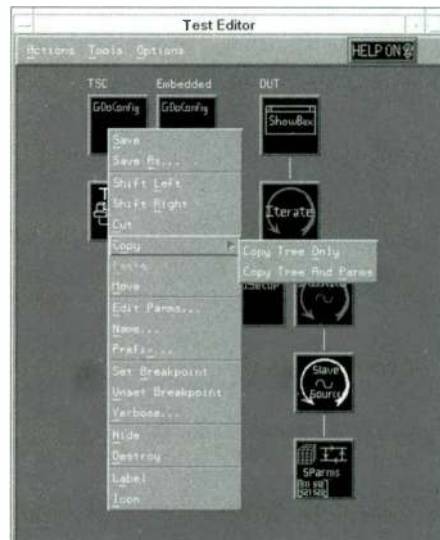 Test Editor
Actions Tools Options
HELP ON
TSC Embedded DUT
GDoConfig GDoConfig ShowBox
Save
Save As...
Shift Left
Shift Right
Iterate
Cut
Copy
Copy Tree Only
Copy Tree And Parms
Paste
Move
Edit Parms...
Name...
Prefix...
Set Breakpoint
Unset Breakpoint
Verbose...
Slave
Source
Hide
Destroy
SParms
Label
Icon